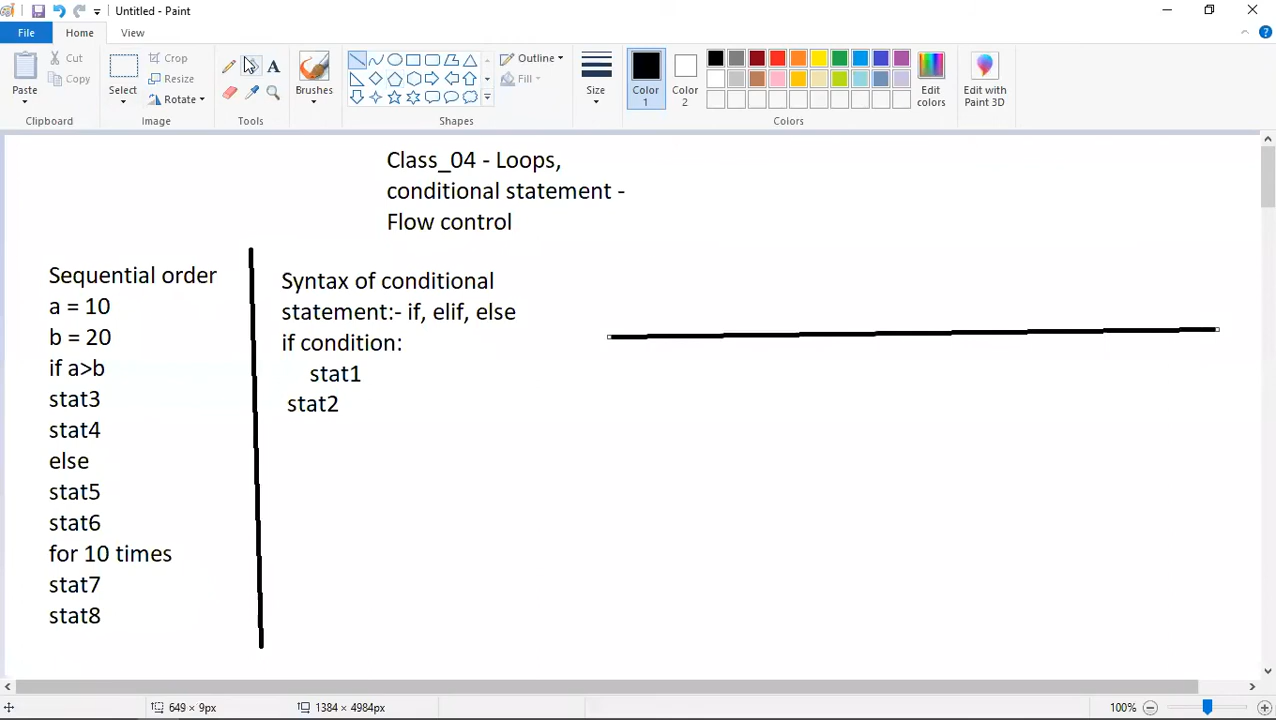 Untitled - Paint
File
Home
View
Paste
Cut
Copy
Clipboard
Select
Crop
Resize
Rotate
Image
A
Tools
Brushes
Outline
Fill
Shapes
Size
Color 1
Color 2
Edit colors
Colors
Edit with Paint 3D
Class_04 - Loops,
conditional statement -
Flow control
Sequential order
a = 10
b = 20
if a>b
stat3
stat4
else
stat5
stat6
for 10 times
stat7
stat8
Syntax of conditional
statement:- if, elif, else
if condition:
stat1
stat2
649 × 9px
1384 × 4984px
100%